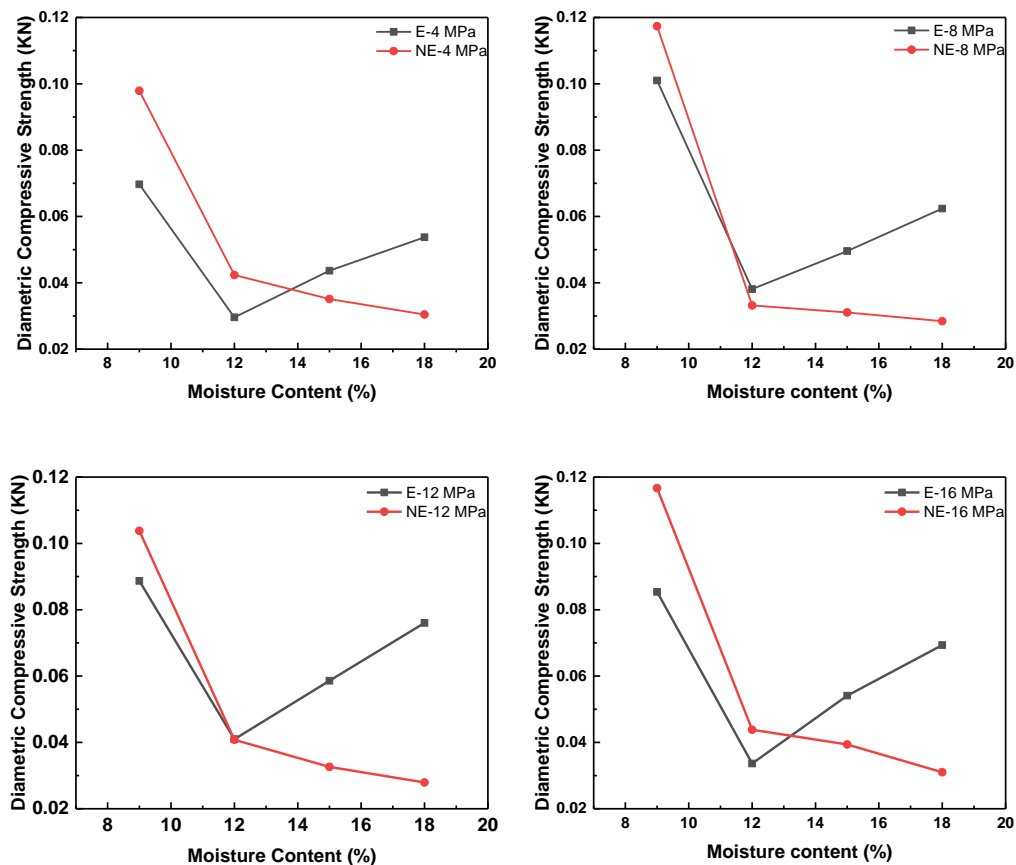 0.12
0.10
0.08
0.06
0.04
0.02
8 10 12 14 16 18 20
Diametric Compressive Strength (KN)
Moisture Content (%)
E-4 MPa
NE-4 MPa
0.12
0.10
0.08
0.06
0.04
0.02
8 10 12 14 16 18 20
Diametric Compressive Strength (KN)
Moisture content (%)
E-8 MPa
NE-8 MPa
0.12
0.10
0.08
0.06
0.04
0.02
8 10 12 14 16 18 20
Diametric Compressive Strength (KN)
Moisture Content (%)
E-12 MPa
NE-12 MPa
0.12
0.10
0.08
0.06
0.04
0.02
8 10 12 14 16 18 20
Diametric Compressive Strength (KN)
Moisture content (%)
E-16 MPa
NE-16 MPa